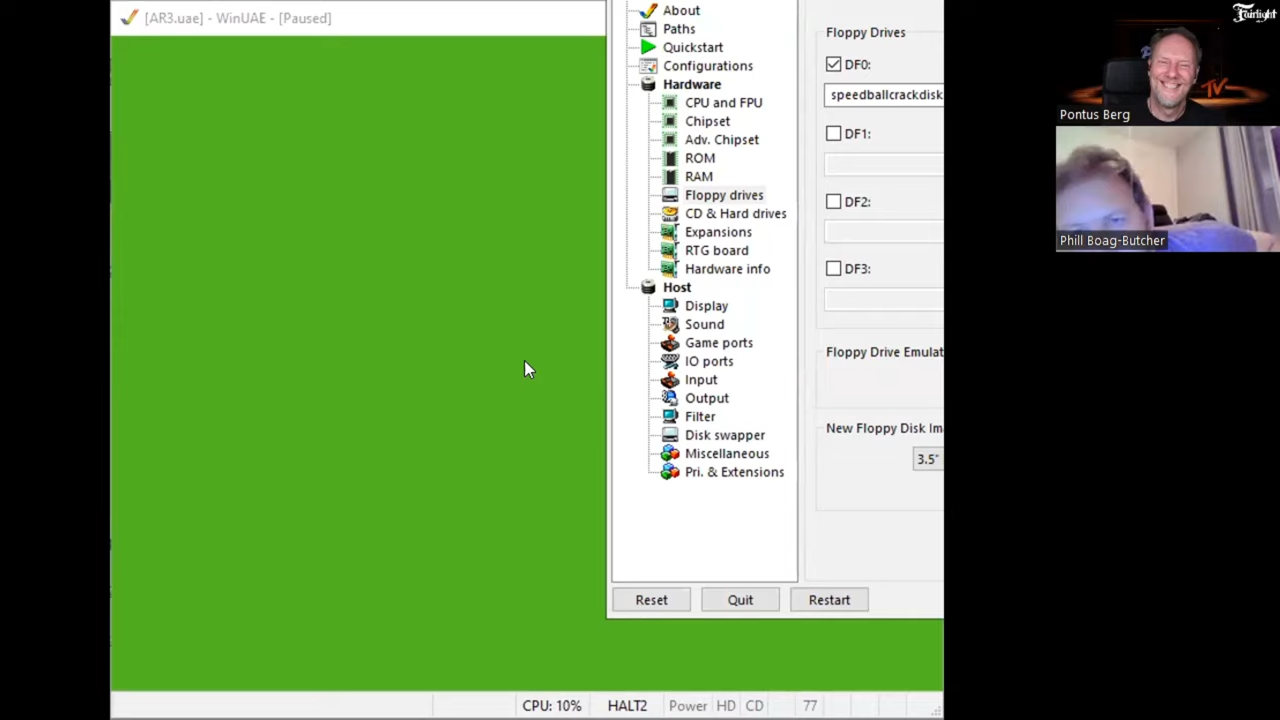 [AR3.uae] - WinUAE - [Paused]
About
Paths
Quickstart
Configurations
Hardware
CPU and FPU
Chipset
Adv. Chipset
ROM
RAM
Floppy drives
CD & Hard drives
Expansions
RTG board
Hardware info
Host
Display
Sound
Game ports
IO ports
Input
Output
Filter
Disk swapper
Miscellaneous
Pri. & Extensions
Reset Quit Restart
Floppy Drives
DF0:
speedballcrackdisk
DF1:
DF2:
DF3:
Floppy Drive Emulat
New Floppy Disk Im
3.5"
CPU: 10% HALT2 Power HD CD 77
Fairlight
TV
Pontus Berg
Phill Boag-Butcher